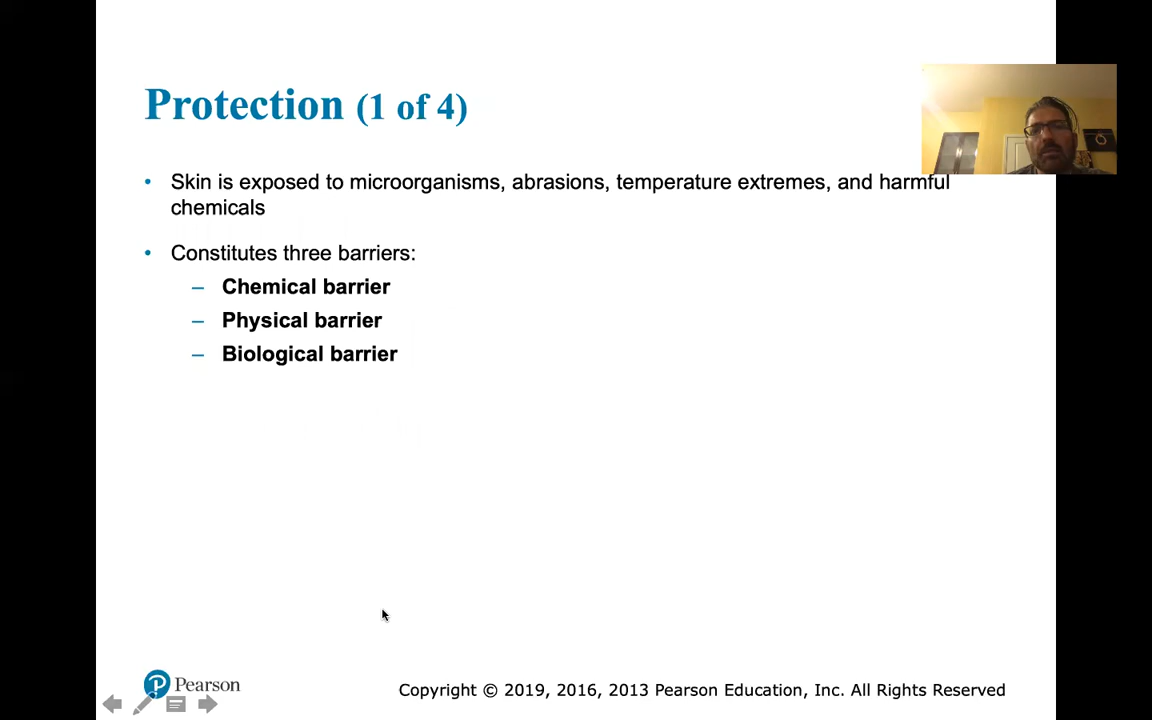 Protection (1 of 4)
• Skin is exposed to microorganisms, abrasions, temperature extremes, and harmful
chemicals
• Constitutes three barriers:
– Chemical barrier
– Physical barrier
– Biological barrier
Pearson
Copyright © 2019, 2016, 2013 Pearson Education, Inc. All Rights Reserved